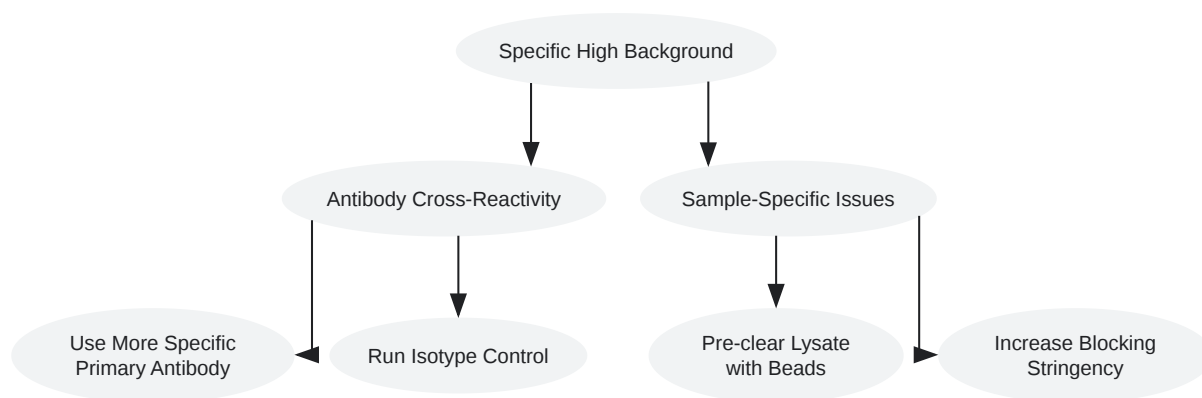 Specific High Background
Antibody Cross-Reactivity
Sample-Specific Issues
Use More Specific
Primary Antibody
Run Isotype Control
Pre-clear Lysate
with Beads
Increase Blocking
Stringency